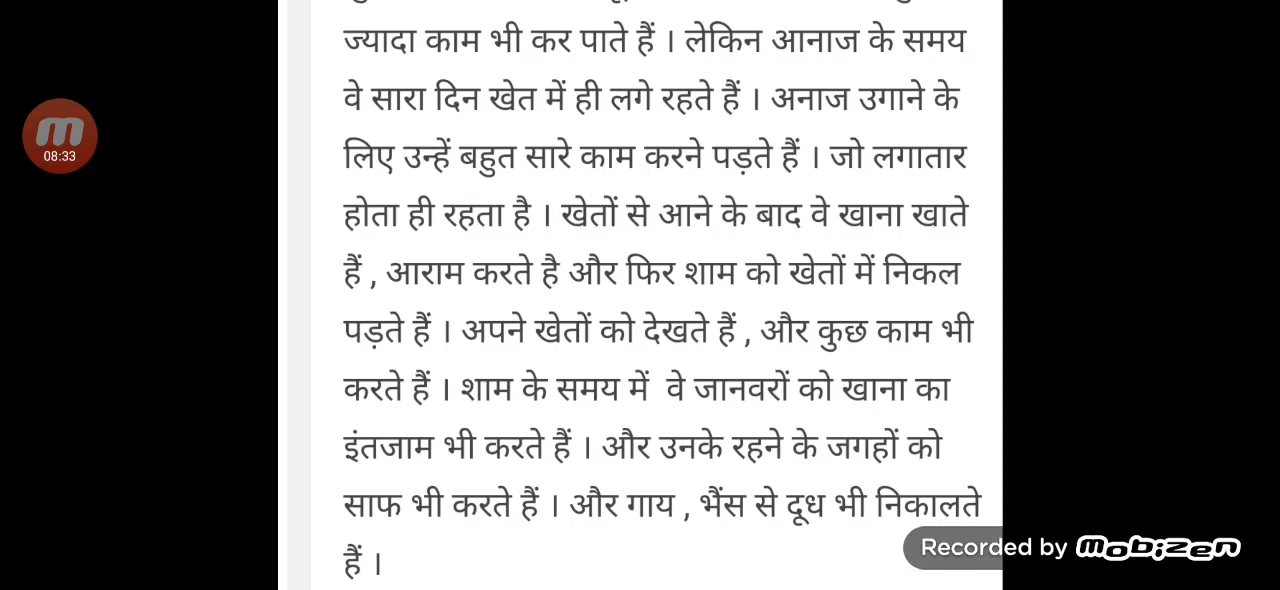 ज्यादा काम भी कर पाते हैं । लेकिन आनाज के समय
वे सारा दिन खेत में ही लगे रहते हैं । अनाज उगाने के
लिए उन्हें बहुत सारे काम करने पड़ते हैं । जो लगातार
होता ही रहता है । खेतों से आने के बाद वे खाना खाते
हैं , आराम करते है और फिर शाम को खेतों में निकल
पड़ते हैं । अपने खेतों को देखते हैं , और कुछ काम भी
करते हैं । शाम के समय में वे जानवरों को खाना का
इंतजाम भी करते हैं । और उनके रहने के जगहों को
साफ भी करते हैं । और गाय , भैंस से दूध भी निकालते
हैं ।
08:33
Recorded by Mobizen